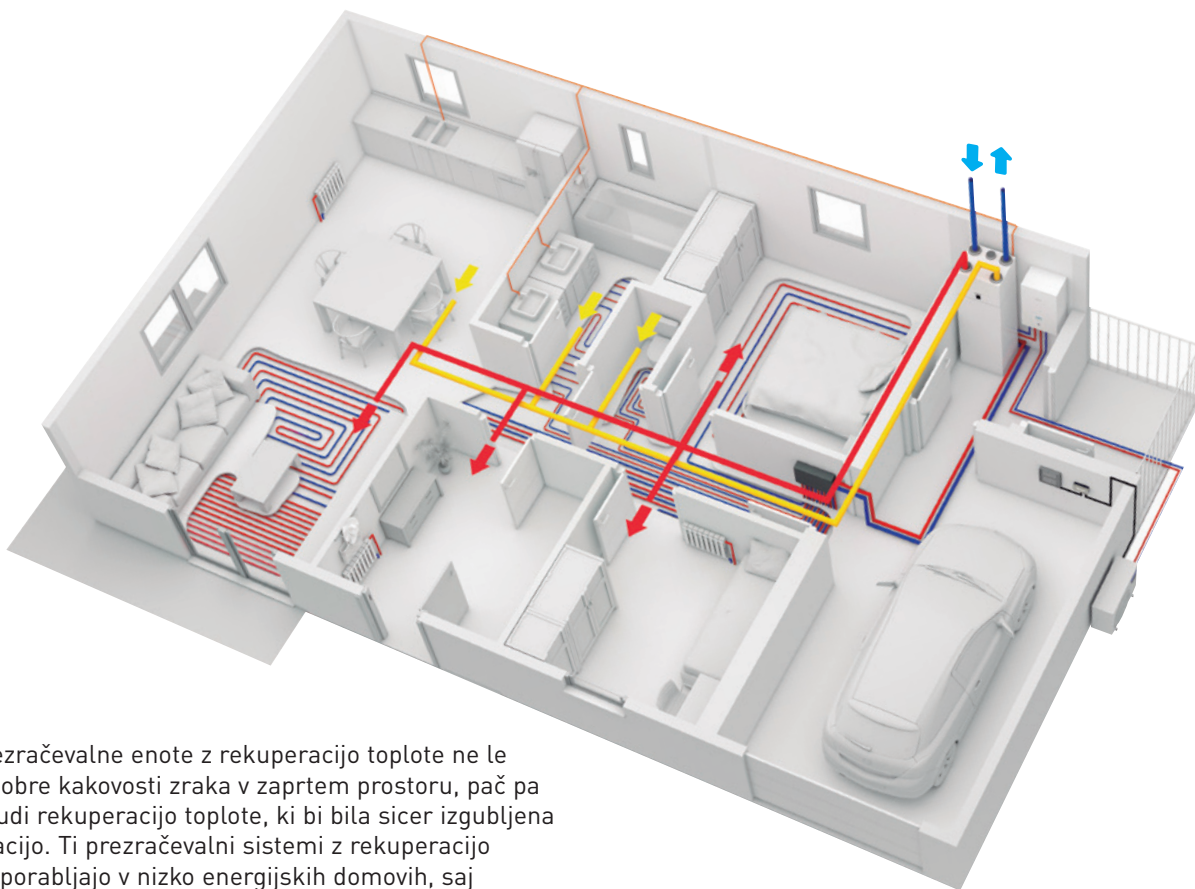 ezračevalne enote z rekuperacijo toplote ne le
obre kakovosti zraka v zaprtem prostoru, pač pa
udi rekuperacijo toplote, ki bi bila sicer izgubljena
acijo. Ti prezračevalni sistemi z rekuperacijo
porabljajo v nizko energijskih domovih, saj